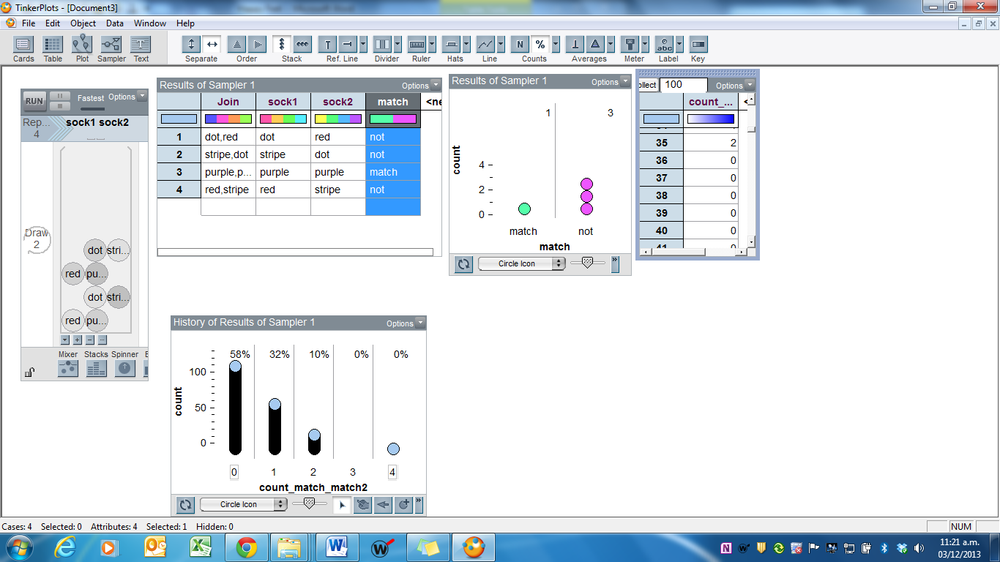 TinkerPlots - [Document3]
File Edit Object Data Window Help
Cards Table Plot Sampler Text Separate Order Stack Ref. Line Divider Ruler Hats Line Counts Averages Meter Label Key
N % abc
RUN Fastest Options
Rep... sock1 sock2
4
Draw
2
dot stri...
red pu...
dot stri...
red pu...
Mixer Stacks Spinner
Results of Sampler 1 Options
Join sock1 sock2 match <ne
1 dot,red dot red not
2 stripe,dot stripe dot not
3 purple,p... purple purple match
4 red,stripe red stripe not
Results of Sampler 1 Options
1 3
count
4
2
0
match not
match
Circle Icon
ollect 100 Options
count_... <
35 2
36 0
37 0
38 0
39 0
40 0
41 0
History of Results of Sampler 1 Options
58% 32% 10% 0% 0%
count
100
50
0
0 1 2 3 4
count_match_match2
Circle Icon
Cases: 4 Selected: 0 Attributes: 4 Selected: 1 Hidden: 0
NUM
11:21 a.m.
03/12/2013